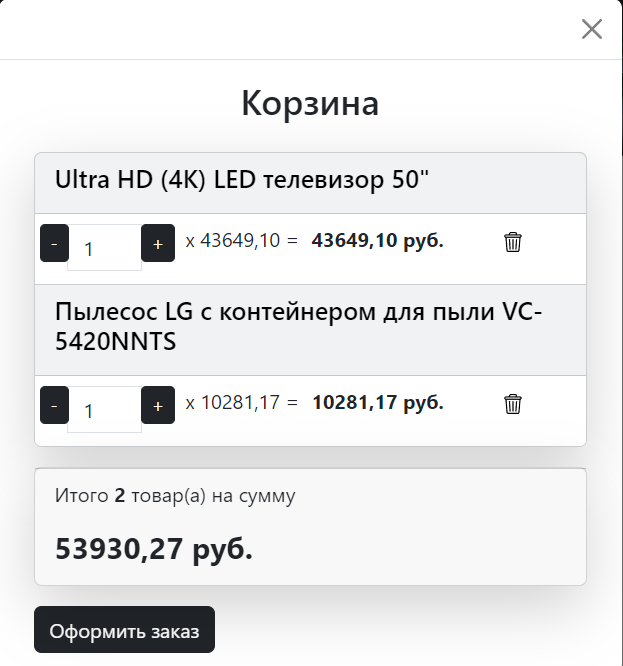 Корзина
Ultra HD (4K) LED телевизор 50"
- 1 + x 43649,10 = 43649,10 руб.
Пылесос LG с контейнером для пыли VC-
5420NNTS
- 1 + x 10281,17 = 10281,17 руб.
Итого 2 товар(а) на сумму
53930,27 руб.
Оформить заказ